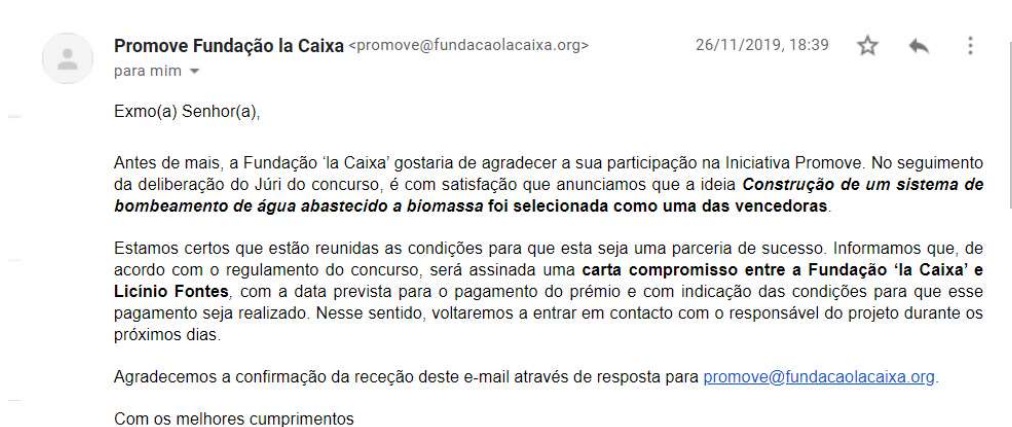 Promove Fundação la Caixa <promove@fundacaolacaixa.org> 26/11/2019, 18:39
para mim
Exmo(a) Senhor(a),
Antes de mais, a Fundação ‘la Caixa’ gostaria de agradecer a sua participação na Iniciativa Promove. No seguimento
da deliberação do Júri do concurso, é com satisfação que anunciamos que a ideia Construção de um sistema de
bombeamento de água abastecido a biomassa foi selecionada como uma das vencedoras.
Estamos certos que estão reunidas as condições para que esta seja uma parceria de sucesso. Informamos que, de
acordo com o regulamento do concurso, será assinada uma carta compromisso entre a Fundação ‘la Caixa’ e
Licínio Fontes, com a data prevista para o pagamento do prémio e com indicação das condições para que esse
pagamento seja realizado. Nesse sentido, voltaremos a entrar em contacto com o responsável do projeto durante os
próximos dias.
Agradecemos a confirmação da receção deste e-mail através de resposta para promove@fundacaolacaixa.org.
Com os melhores cumprimentos